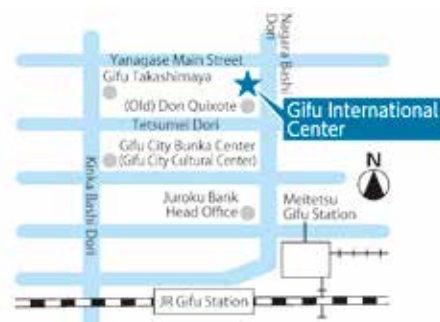 Nagara Bashi
Dori
Yanagase Main Street
Gifu Takashimaya
(Old) Don Quixote
Gifu International
Center
Tetsumei Dori
Gifu City Bunka Center
(Gifu City Cultural Center)
Kinka Bashi Dori
N
Juroku Bank
Head Office
Meitetsu
Gifu Station
JR Gifu Station